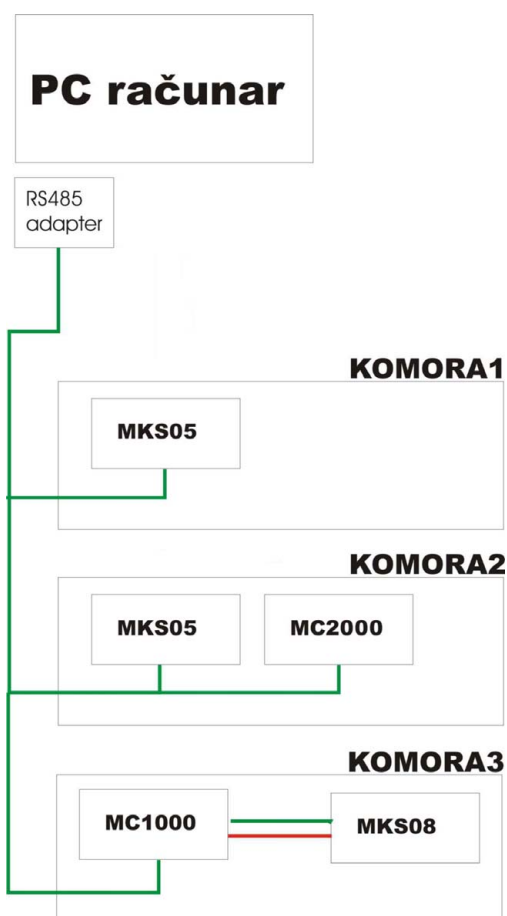 PC računar
RS485
adapter
KOMORA1
MKS05
KOMORA2
MKS05
MC2000
KOMORA3
MC1000
MKS08